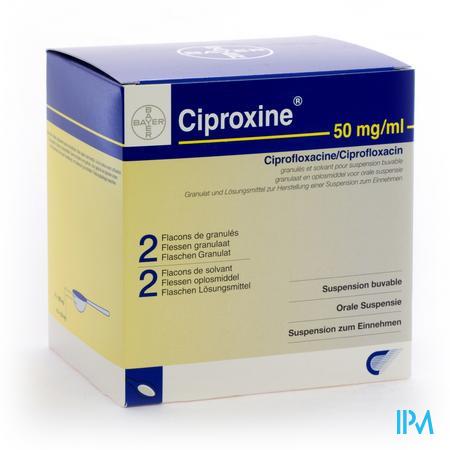 BAYER
BAYER
Ciproxine®
50 mg/ml
Ciprofloxacine/Ciprofloxacin
granulés et solvant pour suspension buvable
granulaat en oplosmiddel voor orale suspensie
Granulat und Lösungsmittel zur Herstellung einer Suspension zum Einnehmen
2 Flacons de granulés
Flessen granulaat
Flaschen Granulat
2 Flacons de solvant
Flessen oplosmiddel
Flaschen Lösungsmittel
Suspension buvable
Orale Suspensie
Suspension zum Einnehmen
IPM